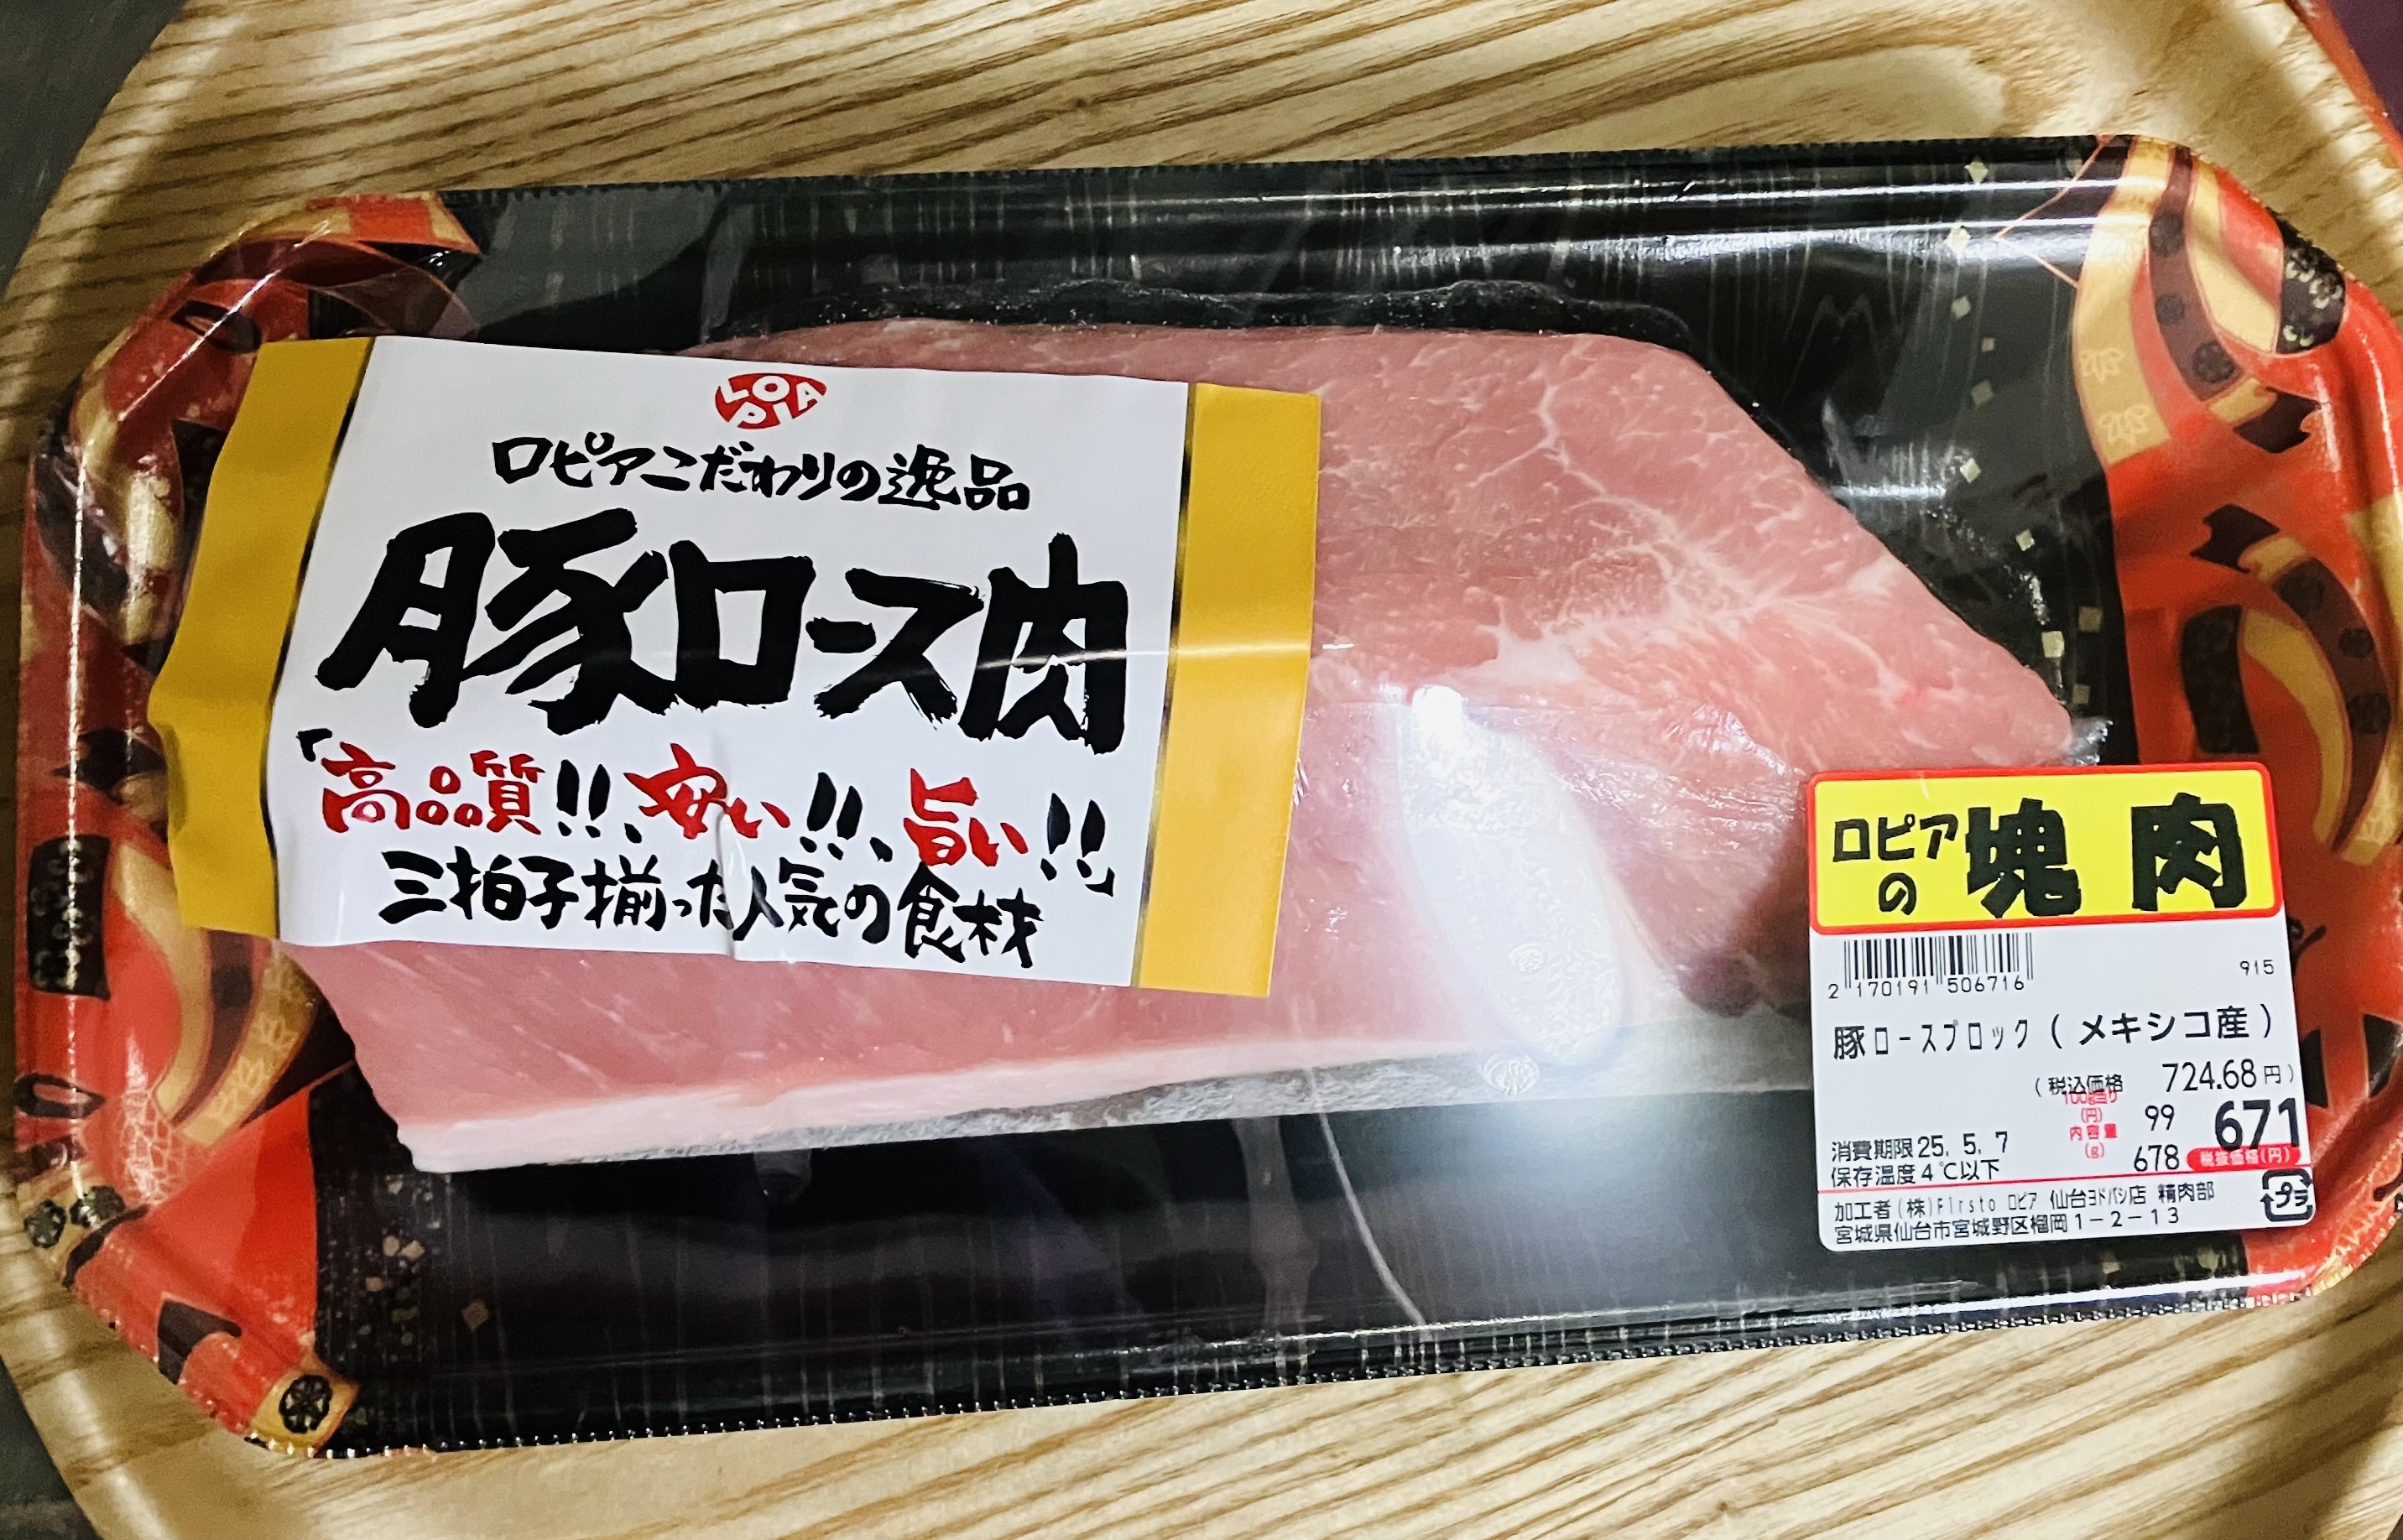 LOPIA
ロピアこだわりの逸品
豚ロース肉
「高品質!!、安い!!、旨い!!」
三拍子揃った人気の食材
ロピアの 塊肉
2 170191 506716
915
豚ロースブロック(メキシコ産)
(税込価格 724.68円)
100g当り(円) 99
671
税抜価格(円)
内容量(g) 678
消費期限25. 5. 7
保存温度4℃以下
加工者(株)Firsto ロピア 仙台ヨドバシ店 精肉部
宮城県仙台市宮城野区榴岡1-2-13
プラ